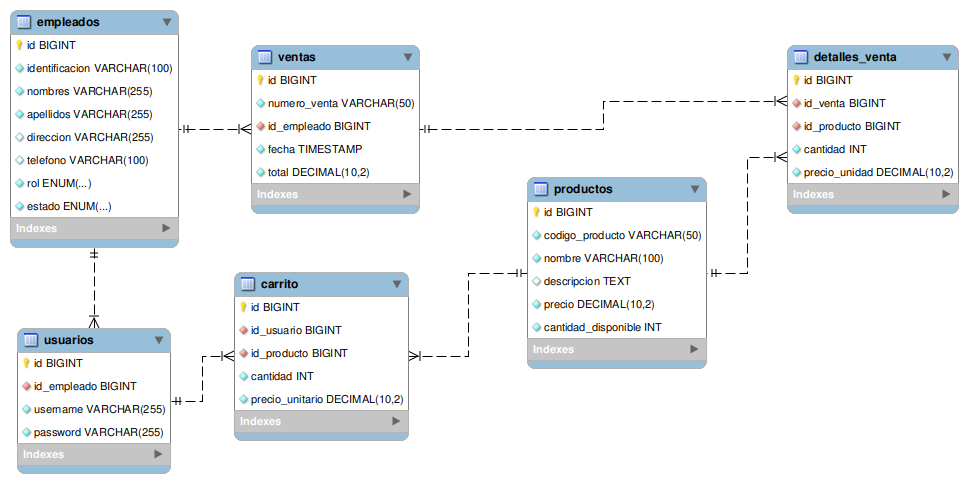 empleados
id BIGINT
identificacion VARCHAR(100)
nombres VARCHAR(255)
apellidos VARCHAR(255)
direccion VARCHAR(255)
telefono VARCHAR(100)
rol ENUM(...)
estado ENUM(...)
Indexes
ventas
id BIGINT
numero_venta VARCHAR(50)
id_empleado BIGINT
fecha TIMESTAMP
total DECIMAL(10,2)
Indexes
detalles_venta
id BIGINT
id_venta BIGINT
id_producto BIGINT
cantidad INT
precio_unidad DECIMAL(10,2)
Indexes
productos
id BIGINT
codigo_producto VARCHAR(50)
nombre VARCHAR(100)
descripcion TEXT
precio DECIMAL(10,2)
cantidad_disponible INT
Indexes
carrito
id BIGINT
id_usuario BIGINT
id_producto BIGINT
cantidad INT
precio_unitario DECIMAL(10,2)
Indexes
usuarios
id BIGINT
id_empleado BIGINT
username VARCHAR(255)
password VARCHAR(255)
Indexes